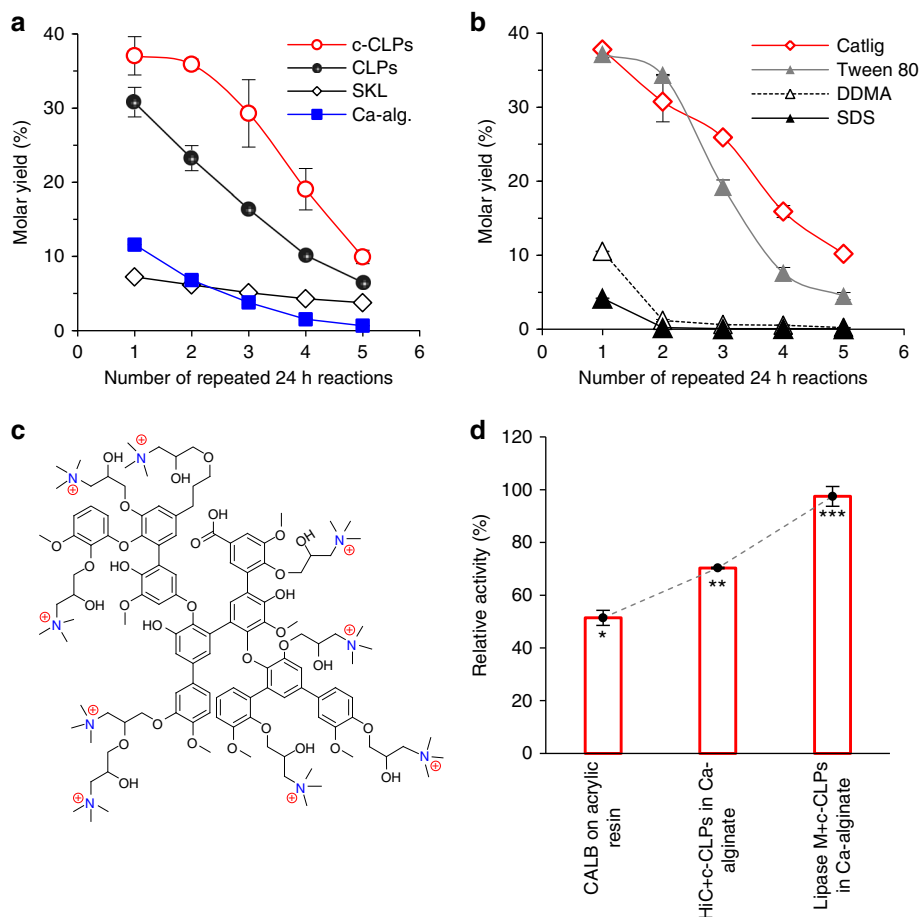 a
40
30
20
10
0
Molar yield (%)
0 1 2 3 4 5 6
Number of repeated 24 h reactions
c-CLPs
CLPs
SKL
Ca-alg.
b
40
30
20
10
0
Molar yield (%)
0 1 2 3 4 5 6
Number of repeated 24 h reactions
Catlig
Tween 80
DDMA
SDS
c
N
⊕
OH
O
N
⊕
OH
O
O
O
O
O
OH
N
⊕
HO
O
O
O
HO
O
OH
O
O
OH
N
⊕
OH
O
O
O
OH
N
⊕
O
O
O
OH
N
⊕
O
O
OH
N
⊕
O
O
O
N
⊕
OH
N
⊕
d
120
100
80
60
40
20
0
Relative activity (%)
*
**
***
CALB on acrylic
resin
HiC+c-CLPs in Ca-
alginate
Lipase M+c-CLPs
in Ca-alginate